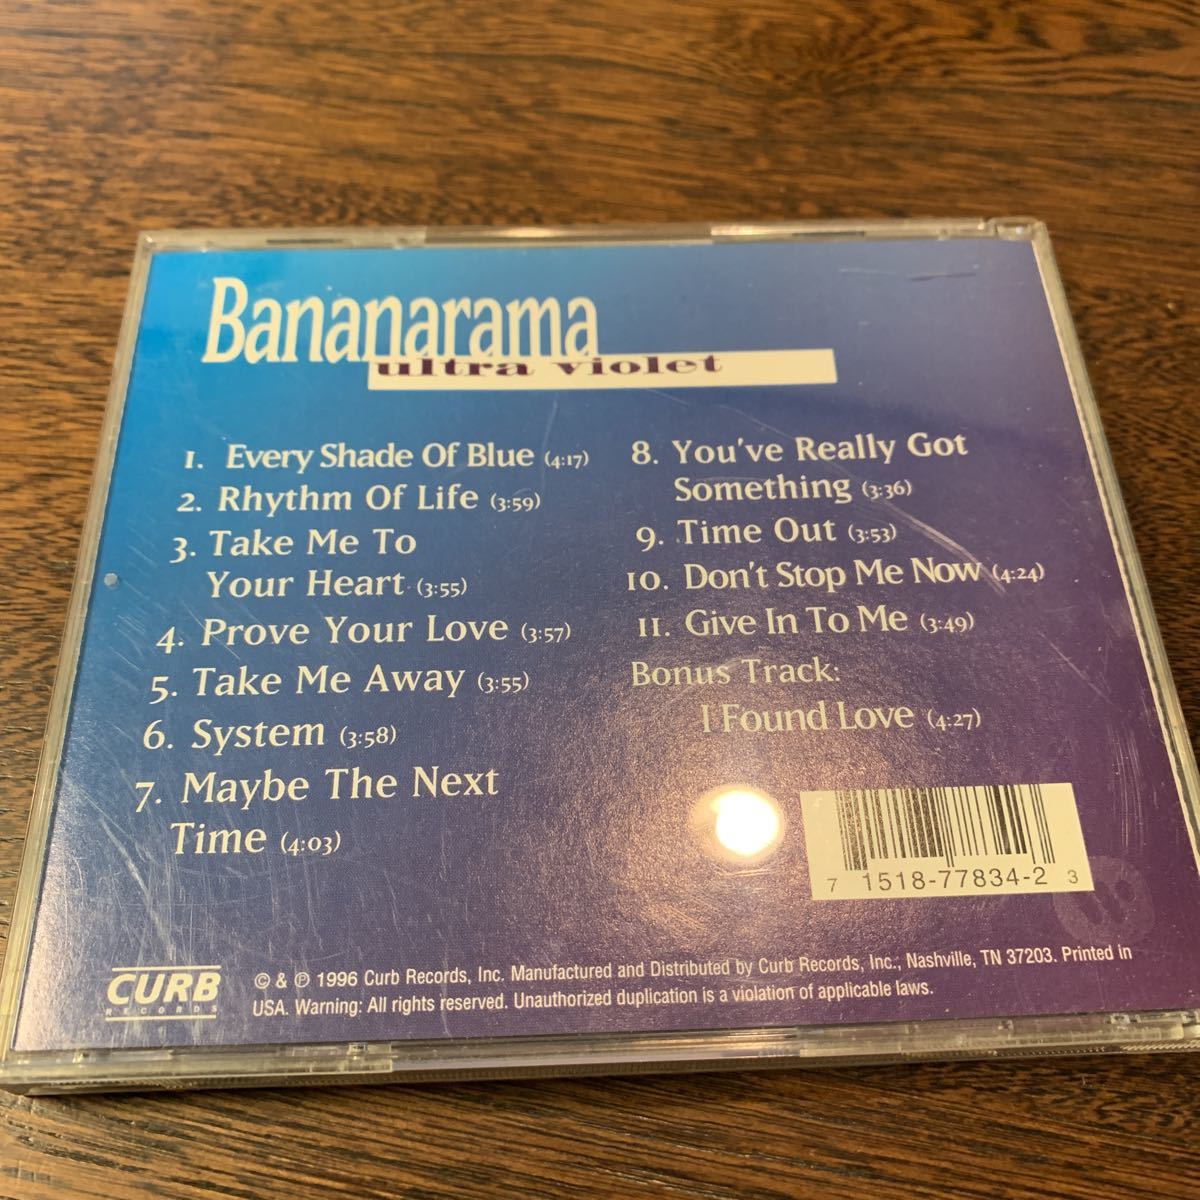 Bananarama
ultra violet
1. Every Shade Of Blue (4:17)
2. Rhythm Of Life (3:59)
3. Take Me To
Your Heart (3:55)
4. Prove Your Love (3:57)
5. Take Me Away (3:55)
6. System (3:58)
7. Maybe The Next
Time (4:03)
8. You've Really Got
Something (3:36)
9. Time Out (3:53)
10. Don't Stop Me Now (4:24)
11. Give In To Me (3:49)
Bonus Track:
I Found Love (4:27)
7 1518-77834-2 3
CURB
RECORDS
© & ℗ 1996 Curb Records, Inc. Manufactured and Distributed by Curb Records, Inc., Nashville, TN 37203. Printed in
USA. Warning: All rights reserved. Unauthorized duplication is a violation of applicable laws.